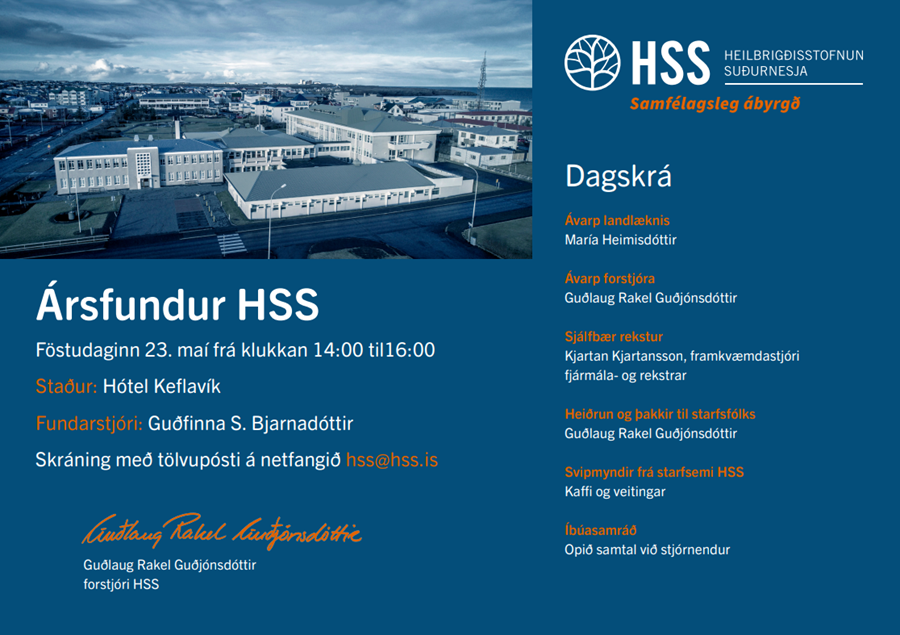 HSS
HEILBRIGÐISSTOFNUN
SUÐURNESJA
Samfélagsleg ábyrgð
Ársfundur HSS
Föstudaginn 23. maí frá klukkan 14:00 til16:00
Staður: Hótel Keflavík
Fundarstjóri: Guðfinna S. Bjarnadóttir
Skráning með tölvupósti á netfangið hss@hss.is
Guðlaug Rakel Guðjónsdóttir
Guðlaug Rakel Guðjónsdóttir
forstjóri HSS
Dagskrá
Ávarp landlæknis
María Heimisdóttir
Ávarp forstjóra
Guðlaug Rakel Guðjónsdóttir
Sjálfbær rekstur
Kjartan Kjartansson, framkvæmdastjóri
fjármála- og rekstrar
Heiðrun og þakkir til starfsfólks
Guðlaug Rakel Guðjónsdóttir
Svipmyndir frá starfsemi HSS
Kaffi og veitingar
Íbúasamráð
Opið samtal við stjórnendur